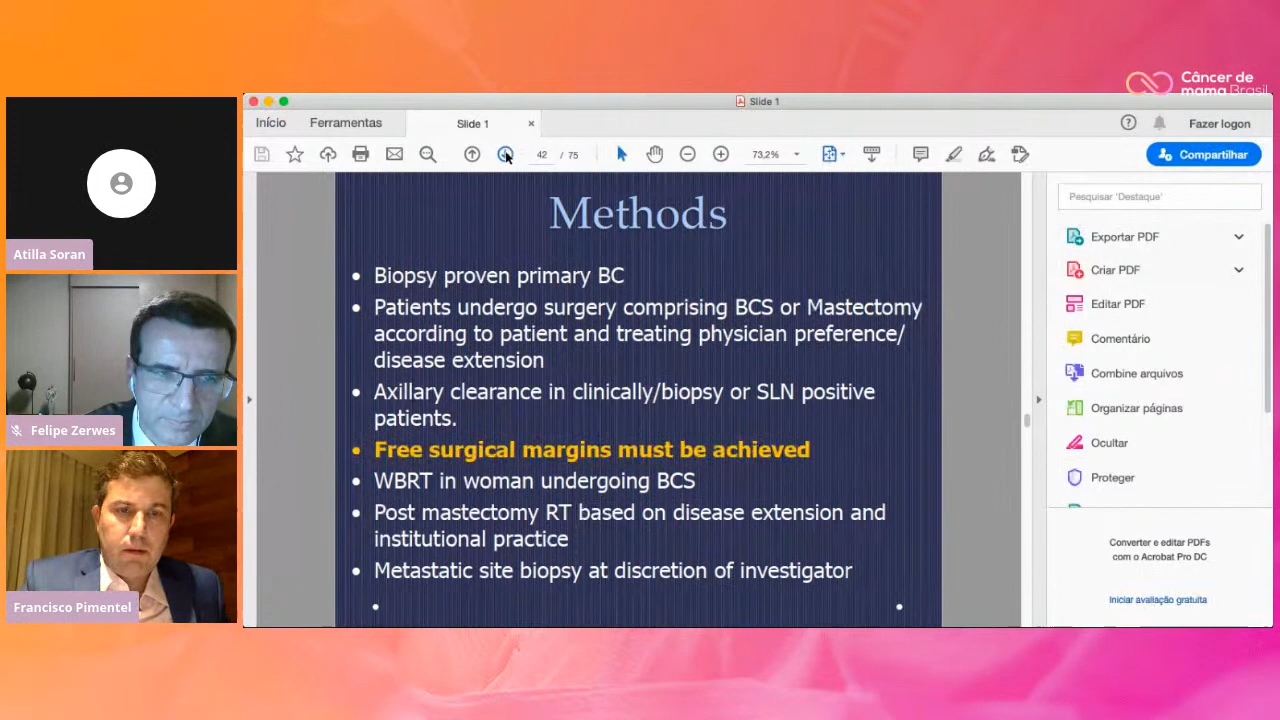 Câncer de
mama Brasil
Slide 1
Início
Ferramentas
Slide 1
×
Fazer logon
42 / 75
73,2%
Compartilhar
Atilla Soran
Felipe Zerwes
Francisco Pimentel
Methods
• Biopsy proven primary BC
• Patients undergo surgery comprising BCS or Mastectomy
according to patient and treating physician preference/
disease extension
• Axillary clearance in clinically/biopsy or SLN positive
patients.
• Free surgical margins must be achieved
• WBRT in woman undergoing BCS
• Post mastectomy RT based on disease extension and
institutional practice
• Metastatic site biopsy at discretion of investigator
Pesquisar 'Destaque'
Exportar PDF
Criar PDF
Editar PDF
Comentário
Combine arquivos
Organizar páginas
Ocultar
Proteger
Converter e editar PDFs
com o Acrobat Pro DC
Iniciar avaliação gratuita